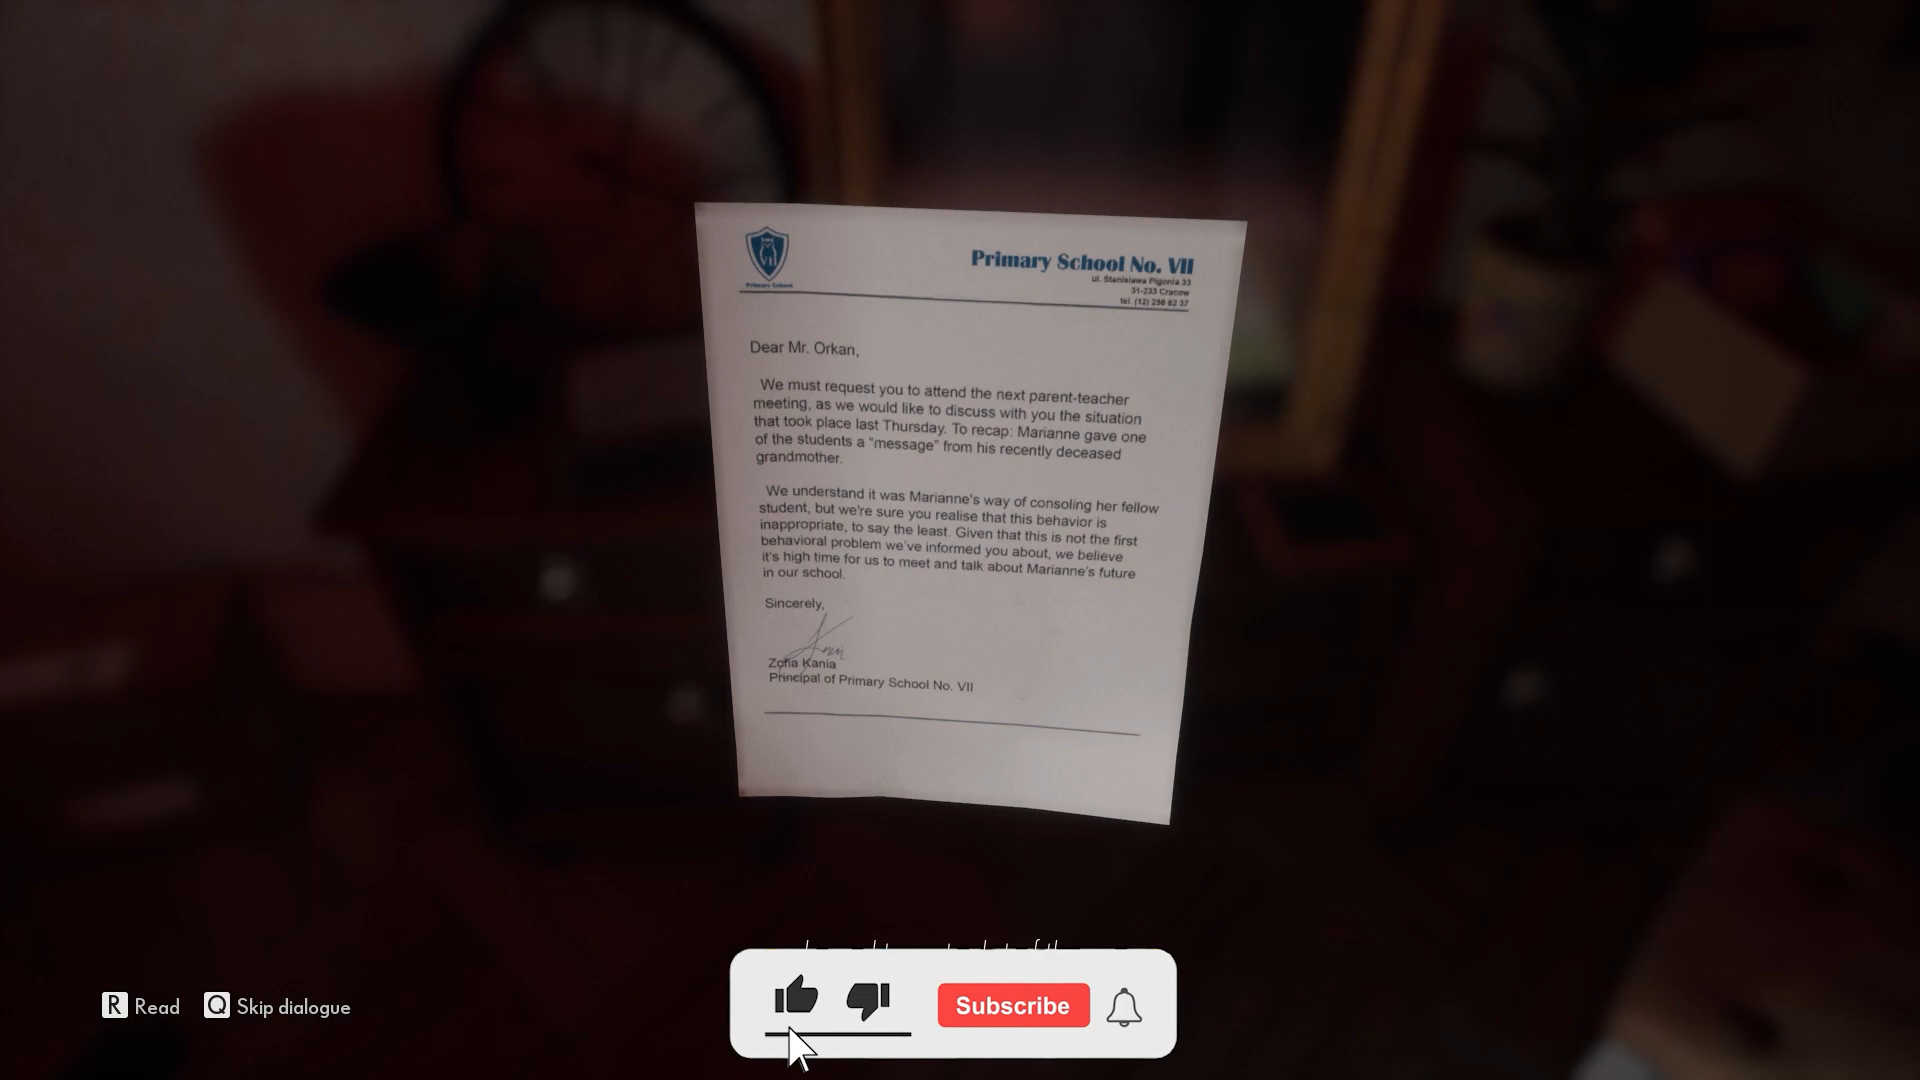 Primary School No. VII
ul. Stanisława Pigonia 33
31-233 Cracow
tel. (12) 256 62 37
VII
Primary School
Dear Mr. Orkan,
We must request you to attend the next parent-teacher
meeting, as we would like to discuss with you the situation
that took place last Thursday. To recap: Marianne gave one
of the students a “message” from his recently deceased
grandmother.
We understand it was Marianne's way of consoling her fellow
student, but we're sure you realise that this behavior is
inappropriate, to say the least. Given that this is not the first
behavioral problem we've informed you about, we believe
it's high time for us to meet and talk about Marianne's future
in our school.
Sincerely,
Zofia Kania
Principal of Primary School No. VII
R Read
Q Skip dialogue
Subscribe